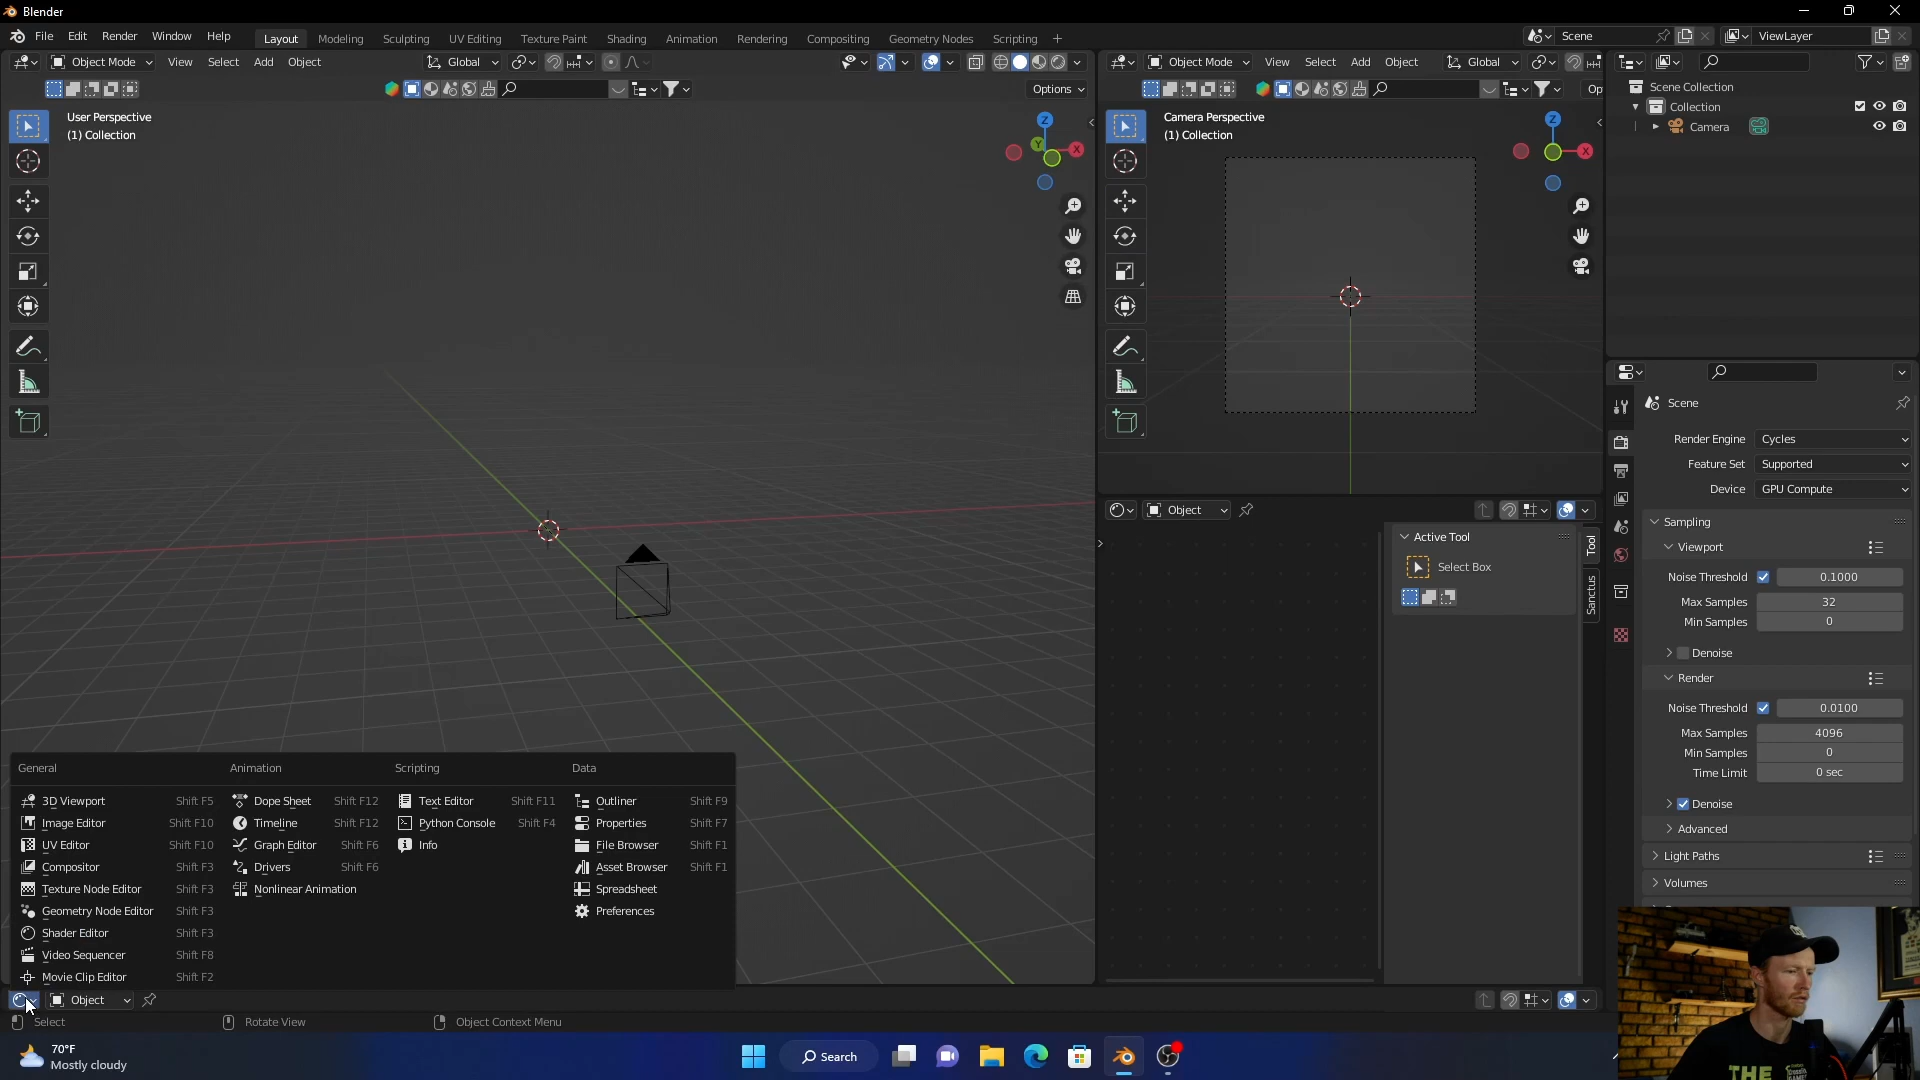 Blender
File Edit Render Window Help
Layout Modeling Sculpting UV Editing Texture Paint Shading Animation Rendering Compositing Geometry Nodes Scripting
Scene
ViewLayer
Object Mode View Select Add Object
Global
Options
User Perspective
(1) Collection
Z
Y
X
Object Mode View Select Add Object
Global
Op
Camera Perspective
(1) Collection
Z
X
Scene Collection
Collection
Camera
Scene
Render Engine Cycles
Feature Set Supported
Device GPU Compute
Sampling
Viewport
Noise Threshold 0.1000
Max Samples 32
Min Samples 0
Denoise
Render
Noise Threshold 0.0100
Max Samples 4096
Min Samples 0
Time Limit 0 sec
Denoise
Advanced
Light Paths
Volumes
Object
Active Tool
Select Box
Tool
Sanctus
General
3D Viewport Shift F5
Image Editor Shift F10
UV Editor Shift F10
Compositor Shift F3
Texture Node Editor Shift F3
Geometry Node Editor Shift F3
Shader Editor Shift F3
Video Sequencer Shift F8
Movie Clip Editor Shift F2
Animation
Dope Sheet Shift F12
Timeline Shift F12
Graph Editor Shift F6
Drivers Shift F6
Nonlinear Animation
Scripting
Text Editor Shift F11
Python Console Shift F4
Info
Data
Outliner Shift F9
Properties Shift F7
File Browser Shift F1
Asset Browser Shift F1
Spreadsheet
Preferences
Object
Select
Rotate View
Object Context Menu
70°F
Mostly cloudy
Search
THE